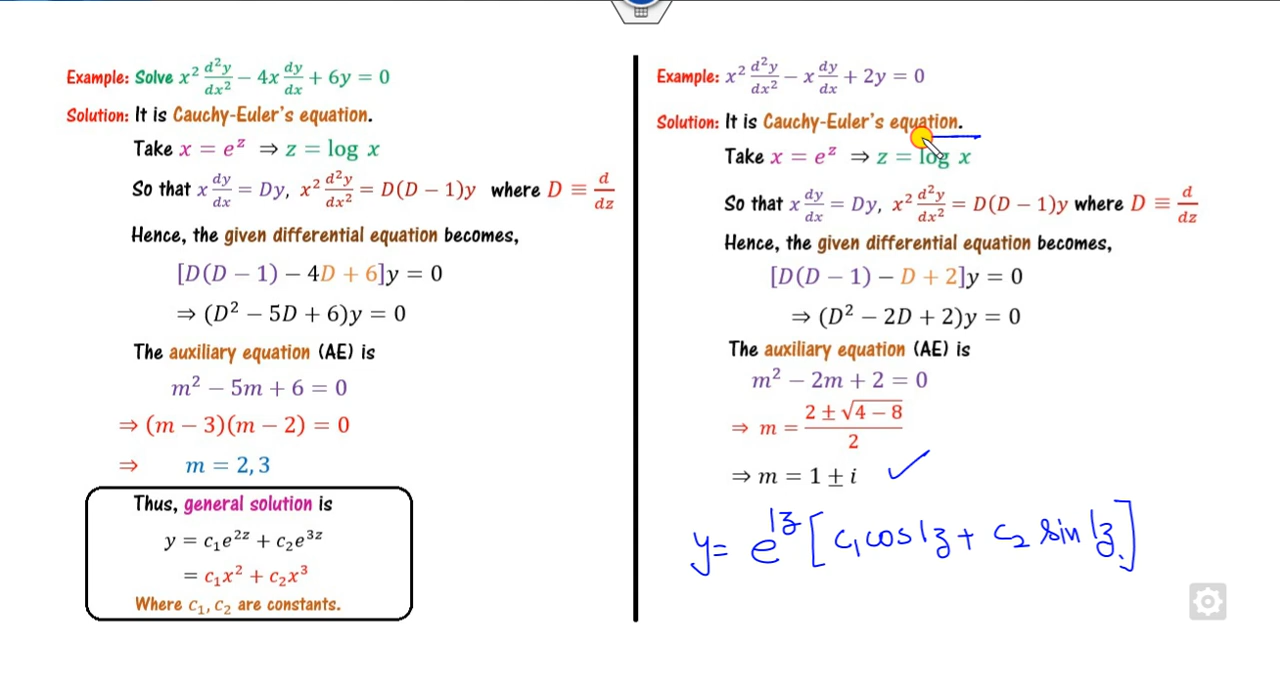 Example: Solve x² d²y/dx² − 4x dy/dx + 6y = 0
Solution: It is Cauchy-Euler's equation.
Take x = e^z ⇒ z = log x
So that x dy/dx = Dy, x² d²y/dx² = D(D − 1)y where D ≡ d/dz
Hence, the given differential equation becomes,
[D(D − 1) − 4D + 6]y = 0
⇒ (D² − 5D + 6)y = 0
The auxiliary equation (AE) is
m² − 5m + 6 = 0
⇒ (m − 3)(m − 2) = 0
⇒ m = 2, 3
Thus, general solution is
y = c₁e^{2z} + c₂e^{3z}
= c₁x² + c₂x³
Where c₁, c₂ are constants.
Example: x² d²y/dx² − x dy/dx + 2y = 0
Solution: It is Cauchy-Euler's equation.
Take x = e^z ⇒ z = log x
So that x dy/dx = Dy, x² d²y/dx² = D(D − 1)y where D ≡ d/dz
Hence, the given differential equation becomes,
[D(D − 1) − D + 2]y = 0
⇒ (D² − 2D + 2)y = 0
The auxiliary equation (AE) is
m² − 2m + 2 = 0
⇒ m = (2 ± √(4 − 8))/2
⇒ m = 1 ± i ✓
y = e^{1z} [c₁ cos 1z + c₂ sin 1z.]